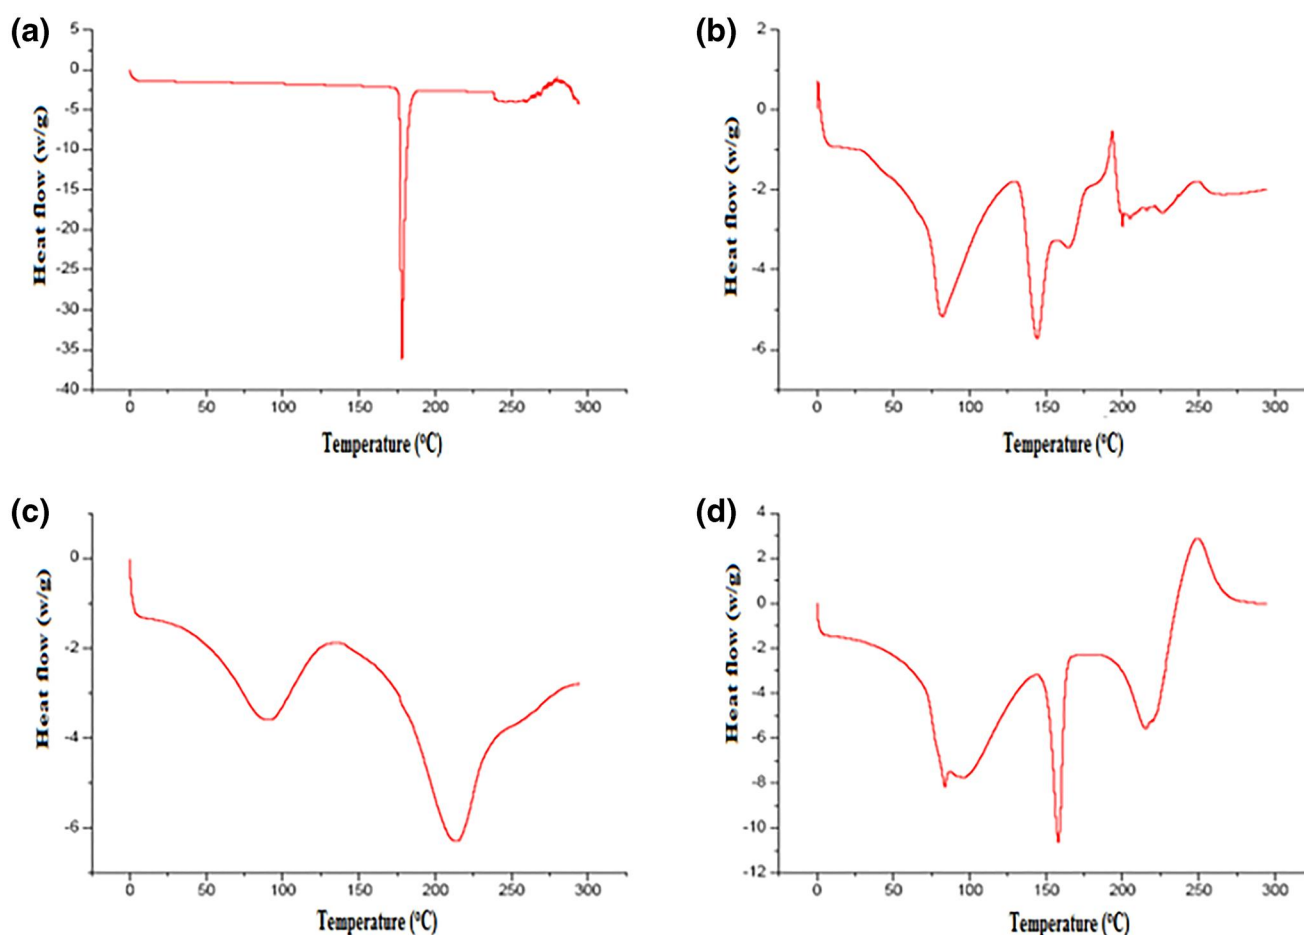 (a)
5
0
-5
-10
-15
-20
-25
-30
-35
-40
Heat flow (w/g)
0 50 100 150 200 250 300
Temperature (°C)
(b)
2
0
-2
-4
-6
Heat flow (w/g)
0 50 100 150 200 250 300
Temperature (°C)
(c)
0
-2
-4
-6
Heat flow (w/g)
0 50 100 150 200 250 300
Temperature (°C)
(d)
4
2
0
-2
-4
-6
-8
-10
-12
Heat flow (w/g)
0 50 100 150 200 250 300
Temperature (°C)